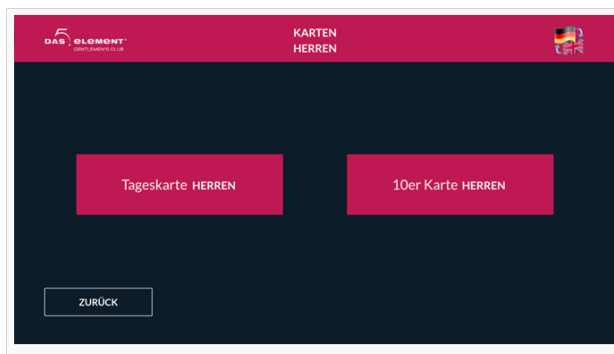 5
DAS ELEMENT
GENTLEMEN'S CLUB
KARTEN
HERREN
Tageskarte HERREN
10er Karte HERREN
ZURÜCK